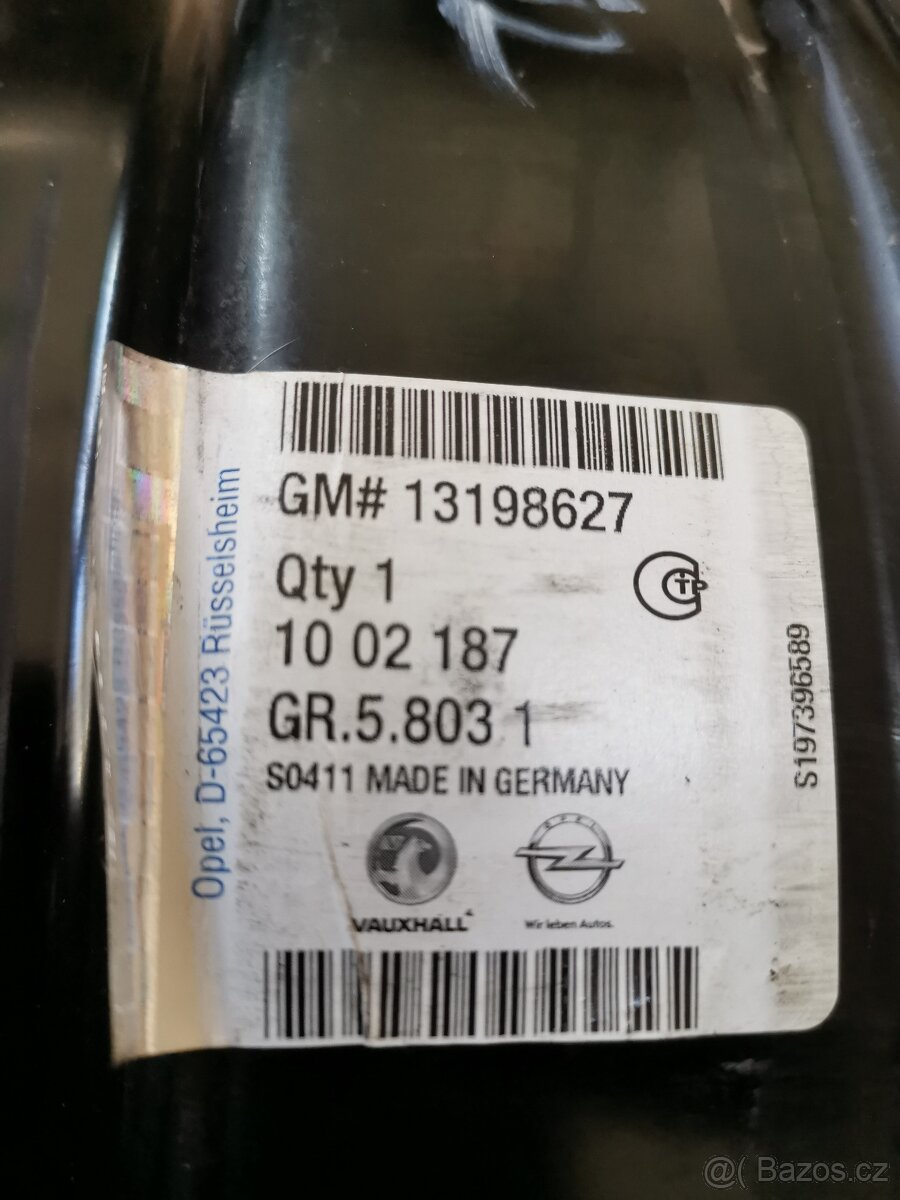 GM# 13198627
Qty 1
10 02 187
GR.5.803 1
S0411 MADE IN GERMANY
VAUXHALL
OPEL
Wir leben Autos.
Opel, D-65423 Rüsselsheim
S197396589
@( Bazos.cz